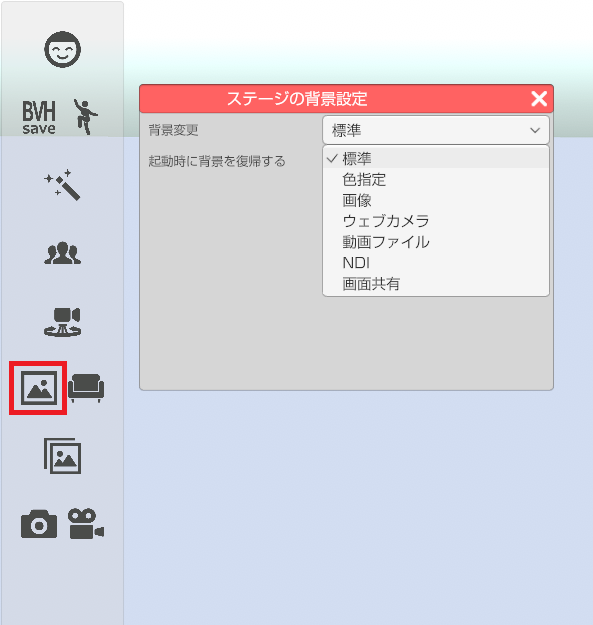 BVH
save
ステージの背景設定
背景変更
標準
起動時に背景を復帰する
標準
色指定
画像
ウェブカメラ
動画ファイル
NDI
画面共有